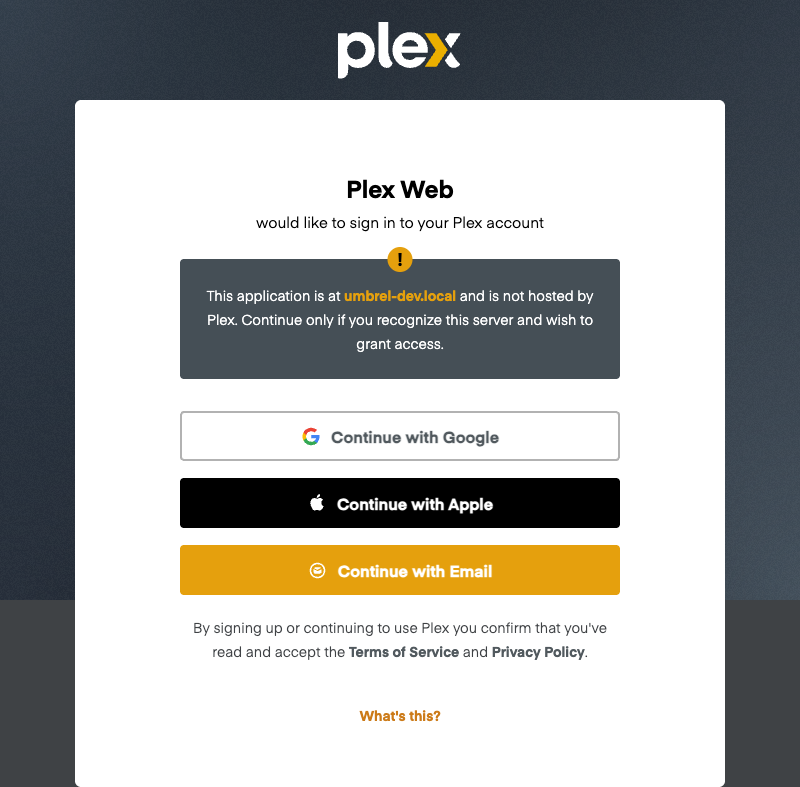 plex
Plex Web
would like to sign in to your Plex account
!
This application is at umbrel-dev.local and is not hosted by
Plex. Continue only if you recognize this server and wish to
grant access.
Continue with Google
Continue with Apple
Continue with Email
By signing up or continuing to use Plex you confirm that you've
read and accept the Terms of Service and Privacy Policy.
What's this?